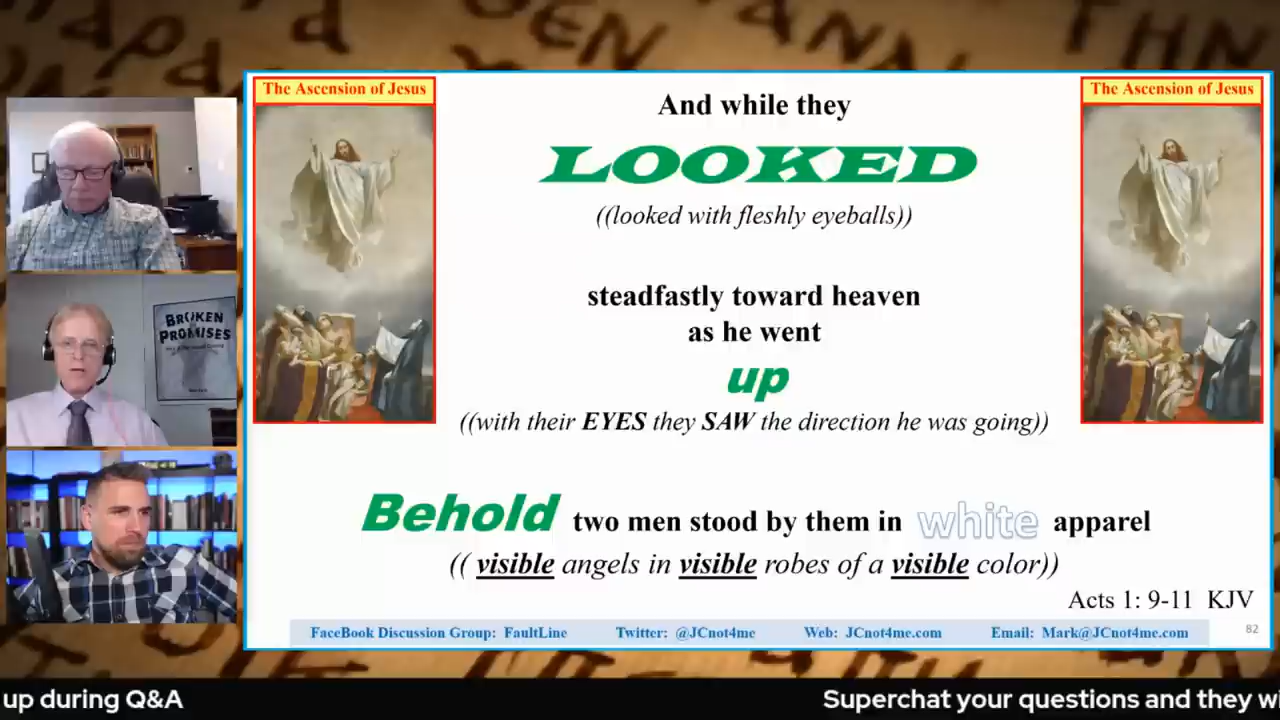 The Ascension of Jesus
And while they
LOOKED
((looked with fleshly eyeballs))
steadfastly toward heaven
as he went
up
((with their EYES they SAW the direction he was going))
Behold two men stood by them in white apparel
(( visible angels in visible robes of a visible color))
Acts 1: 9-11 KJV
FaceBook Discussion Group: FaultLine Twitter: @JCnot4me Web: JCnot4me.com Email: Mark@JCnot4me.com 82
The Ascension of Jesus
BROKEN
PROMISES
up during Q&A Superchat your questions and they wi